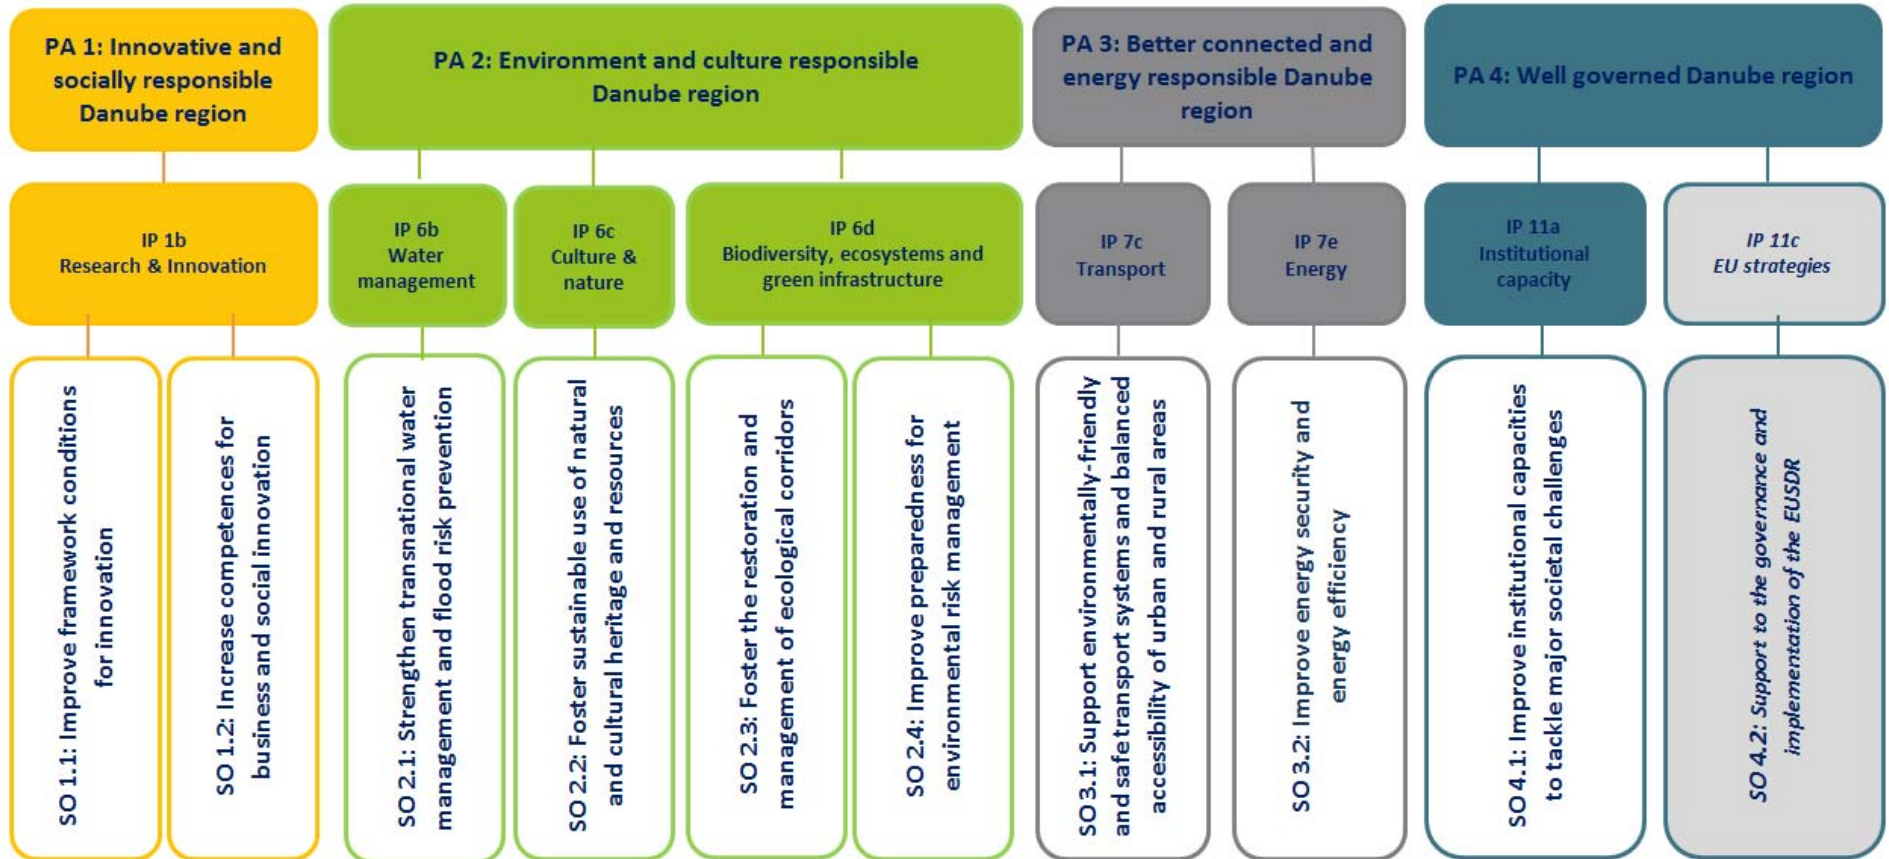 PA 1: Innovative and
socially responsible
Danube region
PA 2: Environment and culture responsible
Danube region
PA 3: Better connected and
energy responsible Danube
region
PA 4: Well governed Danube region
IP 1b
Research & Innovation
IP 6b
Water
management
IP 6c
Culture &
nature
IP 6d
Biodiversity, ecosystems and
green infrastructure
IP 7c
Transport
IP 7e
Energy
IP 11a
Institutional
capacity
IP 11c
EU strategies
SO 1.1: Improve framework conditions
for innovation
SO 1.2: Increase competences for
business and social innovation
SO 2.1: Strengthen transnational water
management and flood risk prevention
SO 2.2: Foster sustainable use of natural
and cultural heritage and resources
SO 2.3: Foster the restoration and
management of ecological corridors
SO 2.4: Improve preparedness for
environmental risk management
SO 3.1: Support environmentally-friendly
and safe transport systems and balanced
accessibility of urban and rural areas
SO 3.2: Improve energy security and
energy efficiency
SO 4.1: Improve institutional capacities
to tackle major societal challenges
SO 4.2: Support to the governance and
implementation of the EUSDR